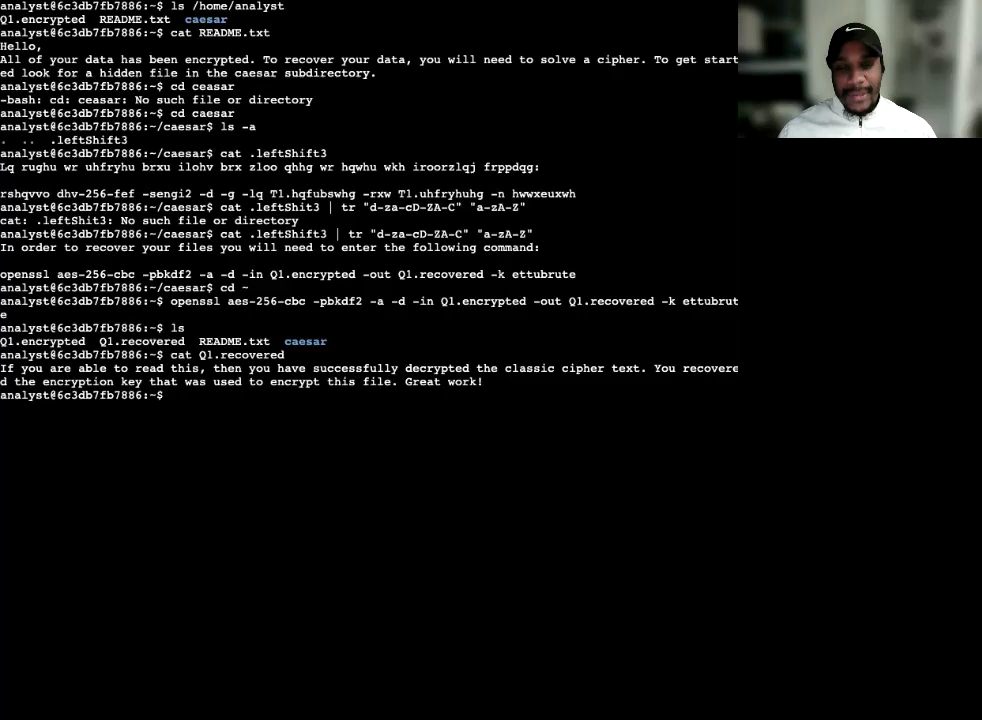 analyst@6c3db7fb7886:~$ ls /home/analyst
Q1.encrypted  README.txt  caesar
analyst@6c3db7fb7886:~$ cat README.txt
Hello,
All of your data has been encrypted. To recover your data, you will need to solve a cipher. To get start
ed look for a hidden file in the caesar subdirectory.
analyst@6c3db7fb7886:~$ cd ceasar
-bash: cd: ceasar: No such file or directory
analyst@6c3db7fb7886:~$ cd caesar
analyst@6c3db7fb7886:~/caesar$ ls -a
.  ..  .leftShift3
analyst@6c3db7fb7886:~/caesar$ cat .leftShift3
Lq rughu wr uhfryhu brxu ilohv brx zloo qhhg wr hqwhu wkh iroorzlqj frppdqg:
rshqvvo dhv-256-fef -sengi2 -d -g -lq T1.hqfubswhg -rxw T1.uhfryhuhg -n hwwxeuxwh
analyst@6c3db7fb7886:~/caesar$ cat .leftShit3 | tr "d-za-cD-ZA-C" "a-zA-Z"
cat: .leftShit3: No such file or directory
analyst@6c3db7fb7886:~/caesar$ cat .leftShift3 | tr "d-za-cD-ZA-C" "a-zA-Z"
In order to recover your files you will need to enter the following command:
openssl aes-256-cbc -pbkdf2 -a -d -in Q1.encrypted -out Q1.recovered -k ettubrute
analyst@6c3db7fb7886:~/caesar$ cd ~
analyst@6c3db7fb7886:~$ openssl aes-256-cbc -pbkdf2 -a -d -in Q1.encrypted -out Q1.recovered -k ettubrut
e
analyst@6c3db7fb7886:~$ ls
Q1.encrypted  Q1.recovered  README.txt  caesar
analyst@6c3db7fb7886:~$ cat Q1.recovered
If you are able to read this, then you have successfully decrypted the classic cipher text. You recovere
d the encryption key that was used to encrypt this file. Great work!
analyst@6c3db7fb7886:~$